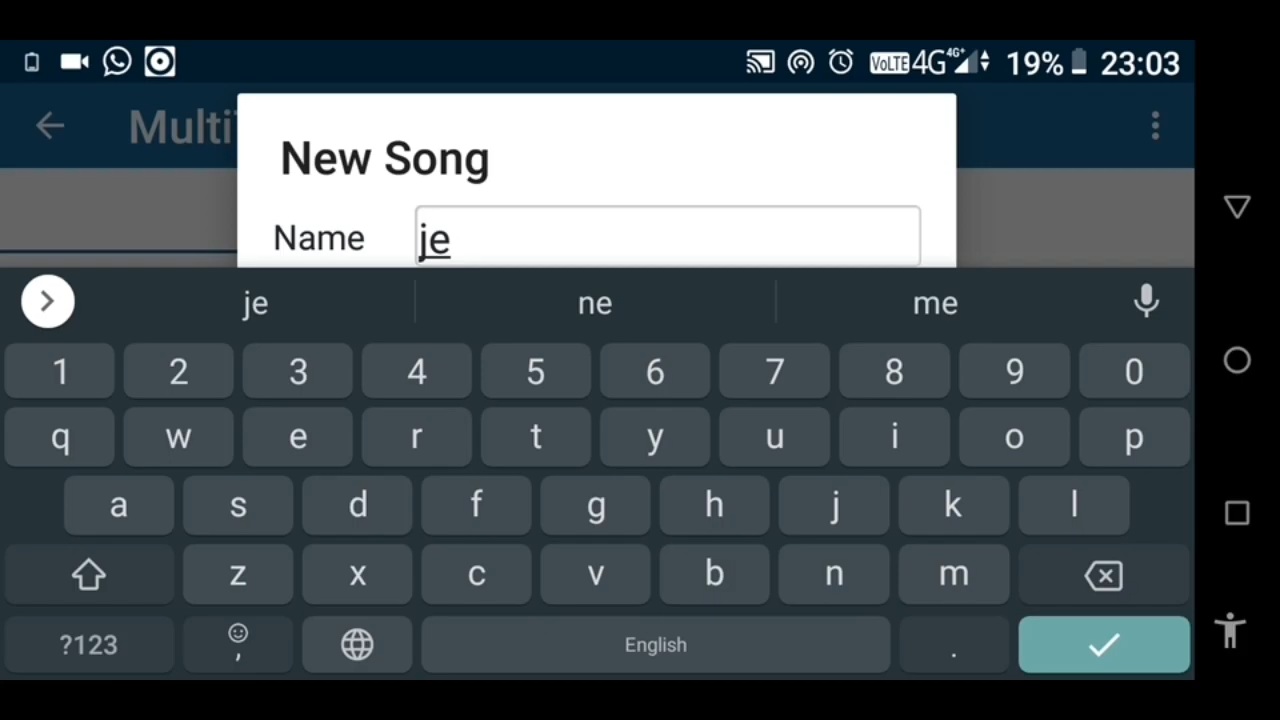 VoLTE 4G 4G+ 19% 23:03
Multi
New Song
Name je
je ne me
1 2 3 4 5 6 7 8 9 0
q w e r t y u i o p
a s d f g h j k l
z x c v b n m
?123 , English .